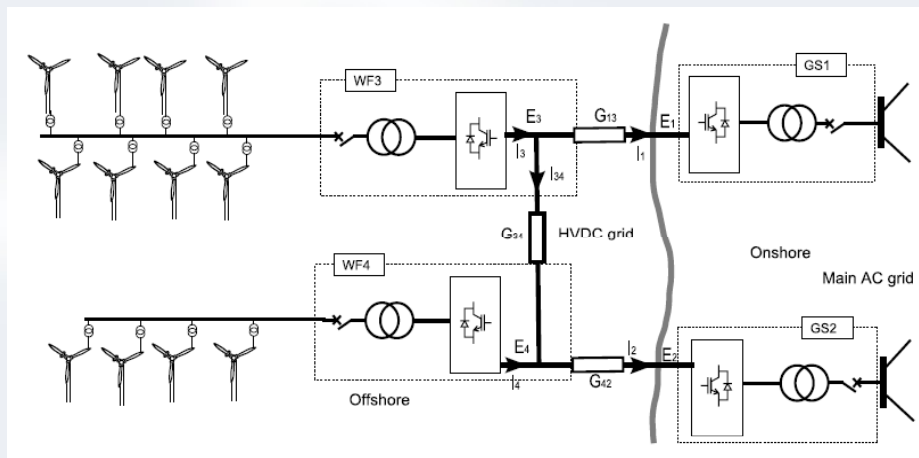 WF3
GS1
E3
G13
E1
I3
I1
I34
HVDC grid
WF4
Onshore
Main AC grid
GS2
E4
I2
E2
I4
G42
Offshore